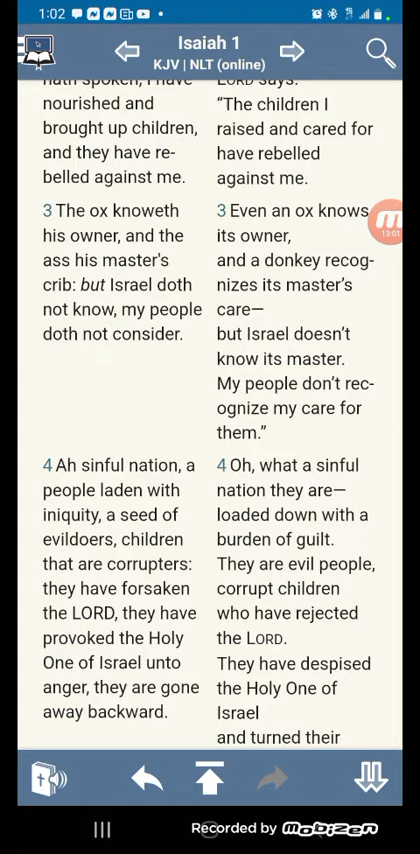 1:02
Isaiah 1
KJV | NLT (online)
hath spoken, I have
nourished and
brought up children,
and they have re-
belled against me.
3 The ox knoweth
his owner, and the
ass his master's
crib: but Israel doth
not know, my people
doth not consider.
4 Ah sinful nation, a
people laden with
iniquity, a seed of
evildoers, children
that are corrupters:
they have forsaken
the LORD, they have
provoked the Holy
One of Israel unto
anger, they are gone
away backward.
LORD says:
“The children I
raised and cared for
have rebelled
against me.
3 Even an ox knows
its owner,
and a donkey recog-
nizes its master’s
care—
but Israel doesn’t
know its master.
My people don’t rec-
ognize my care for
them.”
4 Oh, what a sinful
nation they are—
loaded down with a
burden of guilt.
They are evil people,
corrupt children
who have rejected
the LORD.
They have despised
the Holy One of
Israel
and turned their
13:01
Recorded by mobizen